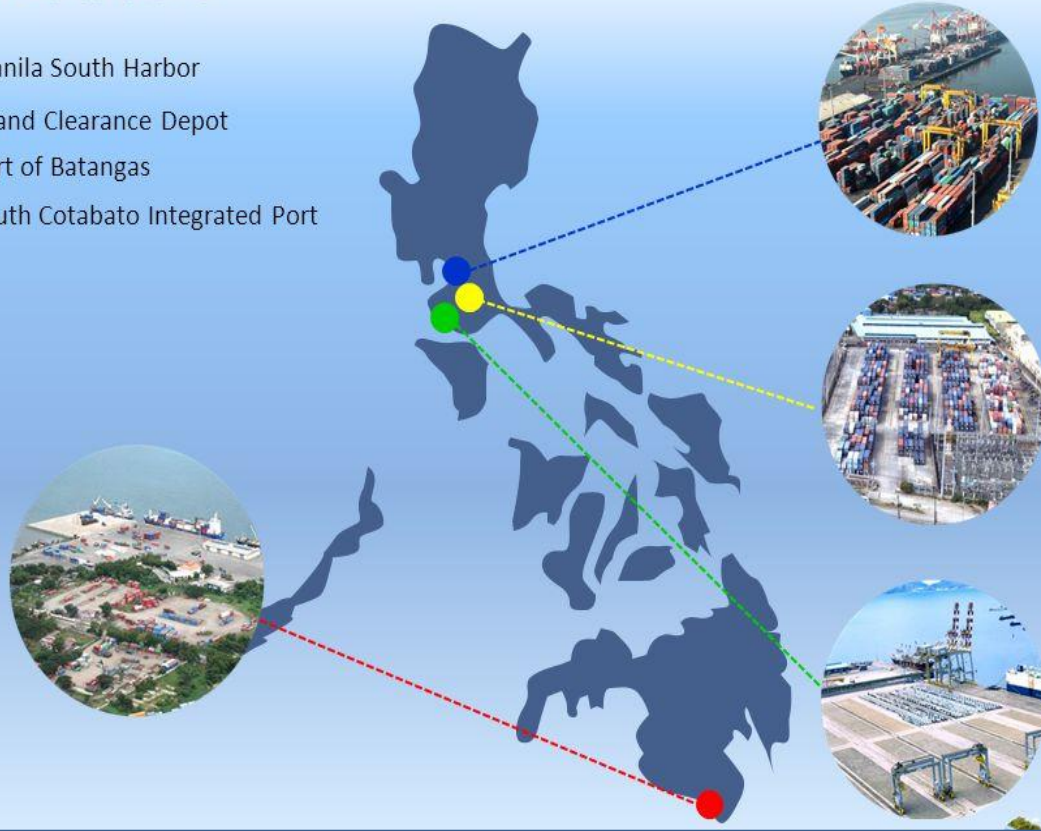 anila South Harbor
and Clearance Depot
rt of Batangas
uth Cotabato Integrated Port